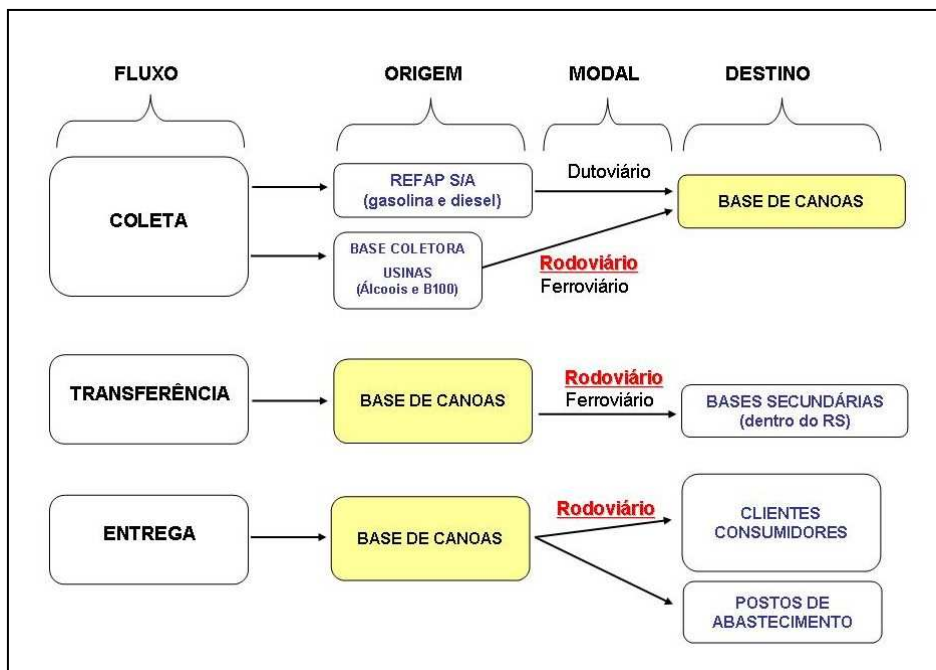 FLUXO
ORIGEM
MODAL
DESTINO
COLETA
REFAP S/A
(gasolina e diesel)
Dutoviário
BASE DE CANOAS
BASE COLETORA
USINAS
(Álcoois e B100)
Rodoviário
Ferroviário
TRANSFERÊNCIA
BASE DE CANOAS
Rodoviário
Ferroviário
BASES SECUNDÁRIAS
(dentro do RS)
ENTREGA
BASE DE CANOAS
Rodoviário
CLIENTES
CONSUMIDORES
POSTOS DE
ABASTECIMENTO